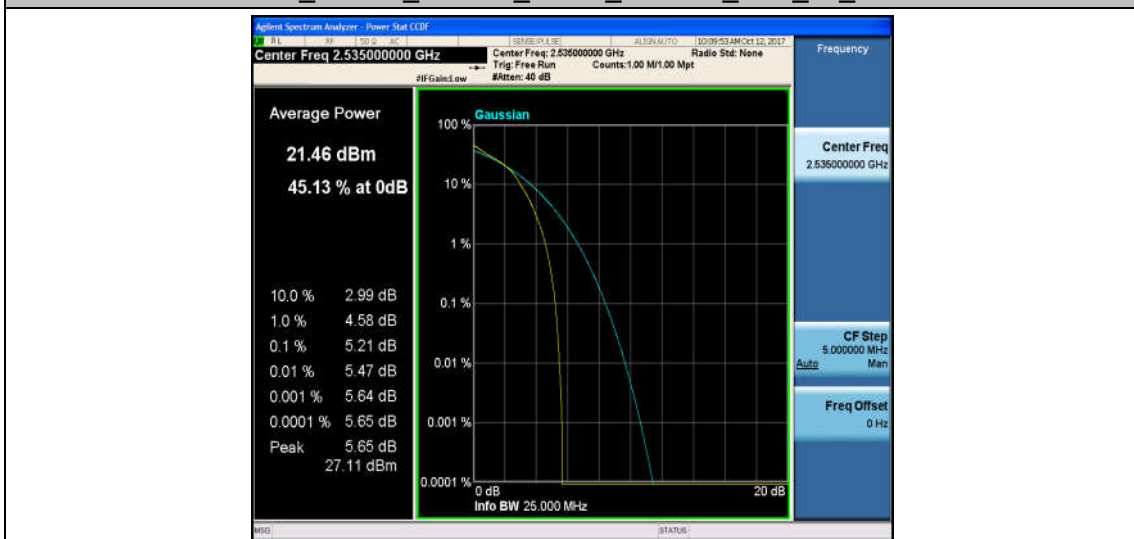 Agilent Spectrum Analyzer - Power Stat CCDF
RL RF 50 Ω AC SENSE:PULSE ALIGN AUTO 10:09:53 AM Oct 12, 2017
Center Freq 2.535000000 GHz
Center Freq: 2.535000000 GHz Radio Std: None
Trig: Free Run Counts:1.00 M/1.00 Mpt
#IFGain:Low #Atten: 40 dB
Frequency
Average Power
21.46 dBm
45.13 % at 0dB
10.0 % 2.99 dB
1.0 % 4.58 dB
0.1 % 5.21 dB
0.01 % 5.47 dB
0.001 % 5.64 dB
0.0001 % 5.65 dB
Peak 5.65 dB
27.11 dBm
Gaussian
100 %
10 %
1 %
0.1 %
0.01 %
0.001 %
0.0001 %
0 dB 20 dB
Info BW 25.000 MHz
Center Freq
2.535000000 GHz
CF Step
5.000000 MHz
Auto Man
Freq Offset
0 Hz
MSG STATUS